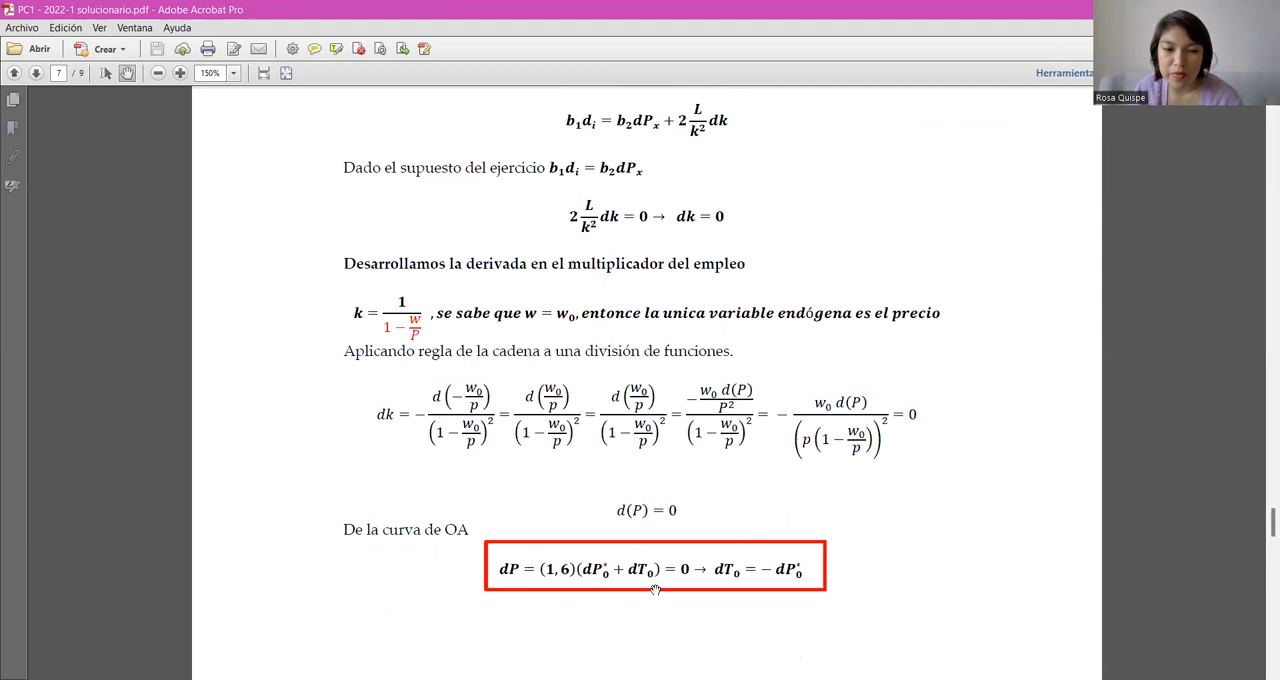 PC1 - 2022-1 solucionario.pdf - Adobe Acrobat Pro
Archivo Edición Ver Ventana Ayuda
Abrir Crear
7 / 9 150% Herramienta
Rosa Quispe
b₁dᵢ = b₂dPₓ + 2 L/k² dk
Dado el supuesto del ejercicio b₁dᵢ = b₂dPₓ
2 L/k² dk = 0 → dk = 0
Desarrollamos la derivada en el multiplicador del empleo
k = 1/(1 − w/P) , se sabe que w = w₀, entonce la unica variable endógena es el precio
Aplicando regla de la cadena a una división de funciones.
dk = − d(−w₀/p)/(1 − w₀/p)² = d(w₀/p)/(1 − w₀/p)² = d(w₀/p)/(1 − w₀/p)² = (−w₀ d(P)/P²)/(1 − w₀/p)² = − w₀ d(P)/(p(1 − w₀/p))² = 0
d(P) = 0
De la curva de OA
dP = (1,6)(dP₀* + dT₀) = 0 → dT₀ = − dP₀*